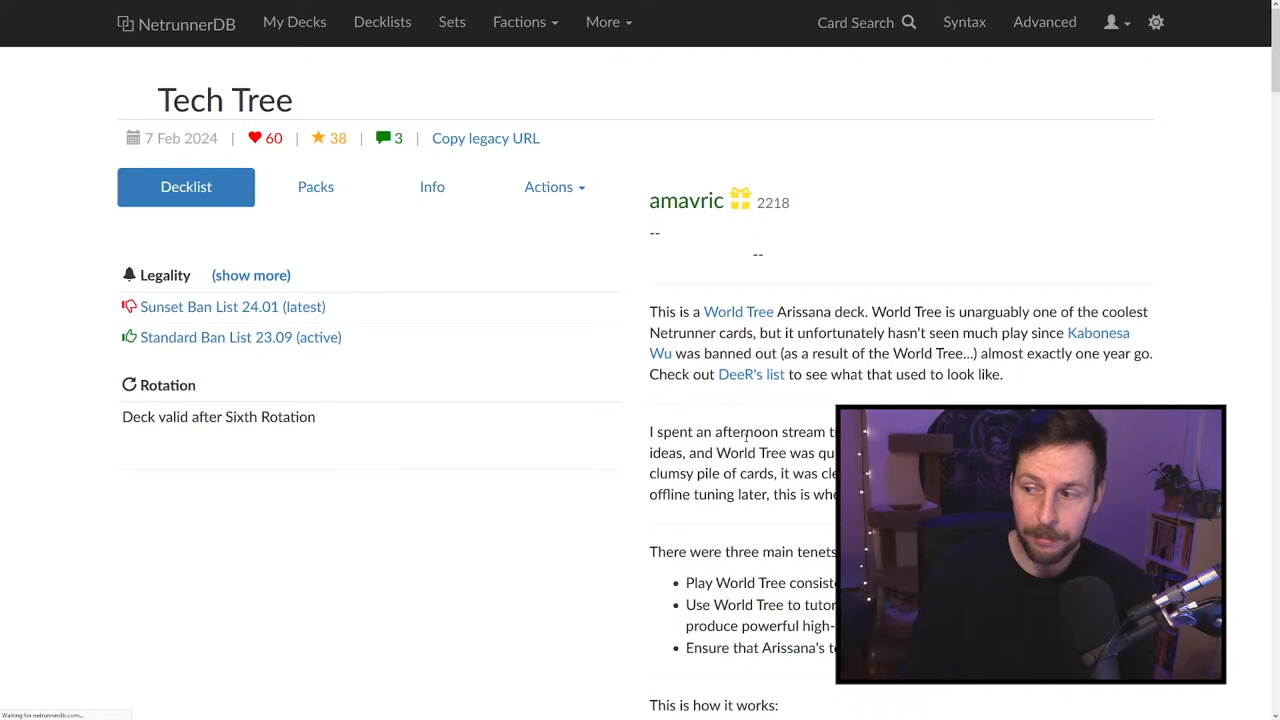 NetrunnerDB My Decks Decklists Sets Factions More Card Search Syntax Advanced
Tech Tree
7 Feb 2024 | 60 | 38 | 3 | Copy legacy URL
Decklist Packs Info Actions
amavric 2218
--
--
Legality (show more)
Sunset Ban List 24.01 (latest)
Standard Ban List 23.09 (active)
Rotation
Deck valid after Sixth Rotation
This is a World Tree Arissana deck. World Tree is unarguably one of the coolest
Netrunner cards, but it unfortunately hasn't seen much play since Kabonesa
Wu was banned out (as a result of the World Tree...) almost exactly one year go.
Check out DeeR's list to see what that used to look like.
I spent an afternoon stream
ideas, and World Tree was
clumsy pile of cards, it was
offline tuning later, this is
There were three main tenets
• Play World Tree
• Use World Tree to tutor
produce powerful high-
• Ensure that Arissana's
This is how it works:
Waiting for netrunnerdb.com...